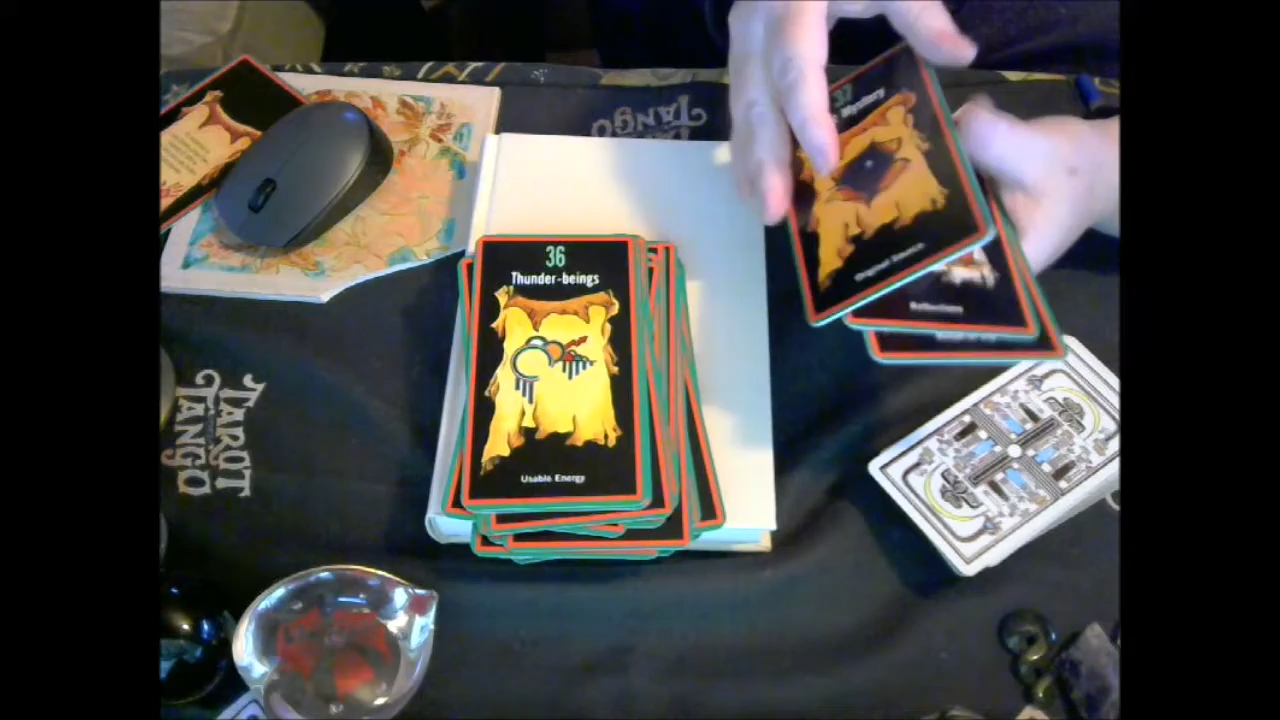 36
Thunder-beings
Usable Energy
37
Mystery
Original Source
Reflections
TAROT
TANGO
TANGO